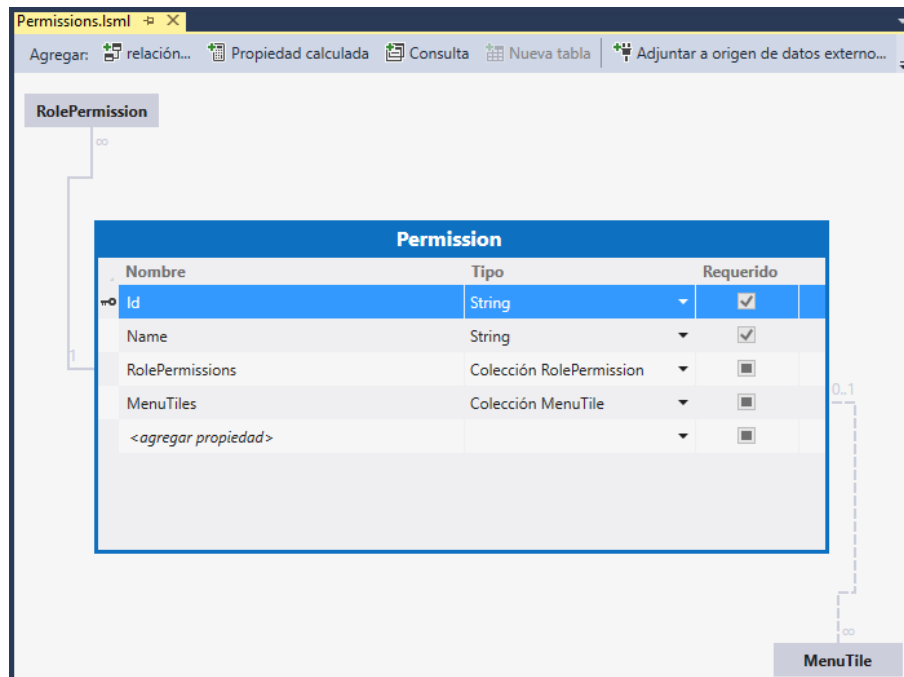 Permissions.lsml
Agregar: relación... Propiedad calculada Consulta Nueva tabla Adjuntar a origen de datos externo...
RolePermission
∞
Permission
Nombre Tipo Requerido
Id String
Name String
1
RolePermissions Colección RolePermission
0..1
MenuTiles Colección MenuTile
<agregar propiedad>
∞
MenuTile